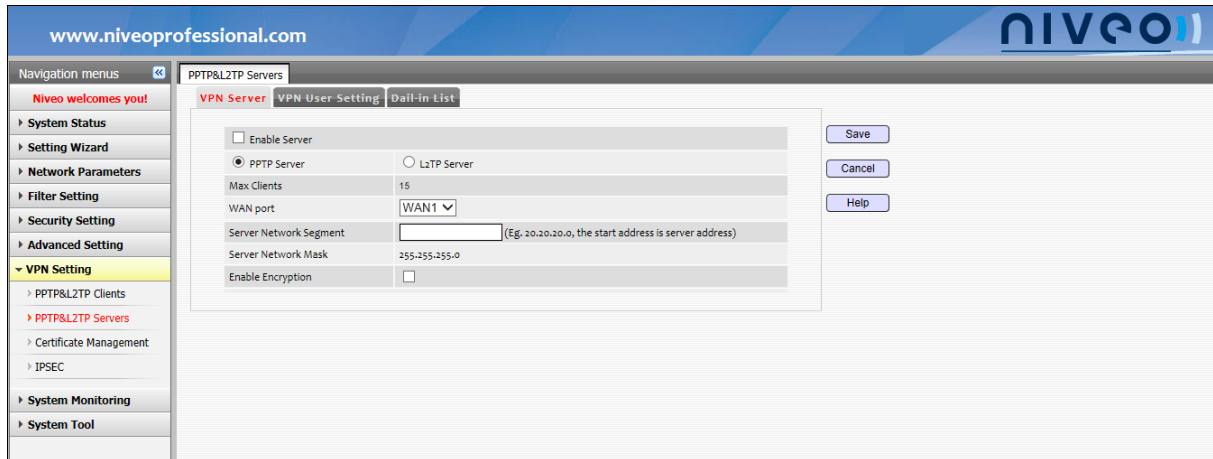 www.niveoprofessional.com
niveo
Navigation menus
PPTP&L2TP Servers
Niveo welcomes you!
System Status
Setting Wizard
Network Parameters
Filter Setting
Security Setting
Advanced Setting
VPN Setting
PPTP&L2TP Clients
PPTP&L2TP Servers
Certificate Management
IPSEC
System Monitoring
System Tool
VPN Server VPN User Setting Dail-in List
Enable Server
PPTP Server L2TP Server
Max Clients 15
WAN port WAN1
Server Network Segment (Eg. 20.20.20.0, the start address is server address)
Server Network Mask 255.255.255.0
Enable Encryption
Save
Cancel
Help